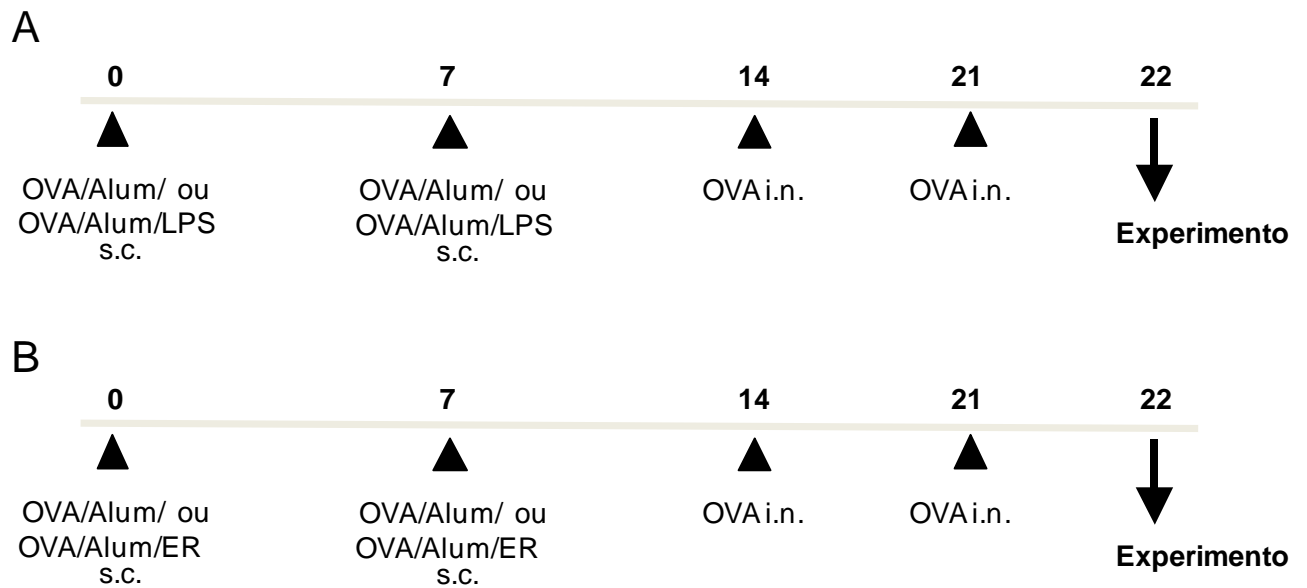 A
0 7 14 21 22
OVA/Alum/ ou OVA/Alum/ ou OVA i.n. OVA i.n.
OVA/Alum/LPS OVA/Alum/LPS
s.c. s.c.
Experimento
B
0 7 14 21 22
OVA/Alum/ ou OVA/Alum/ ou OVA i.n. OVA i.n.
OVA/Alum/ER OVA/Alum/ER
s.c. s.c.
Experimento